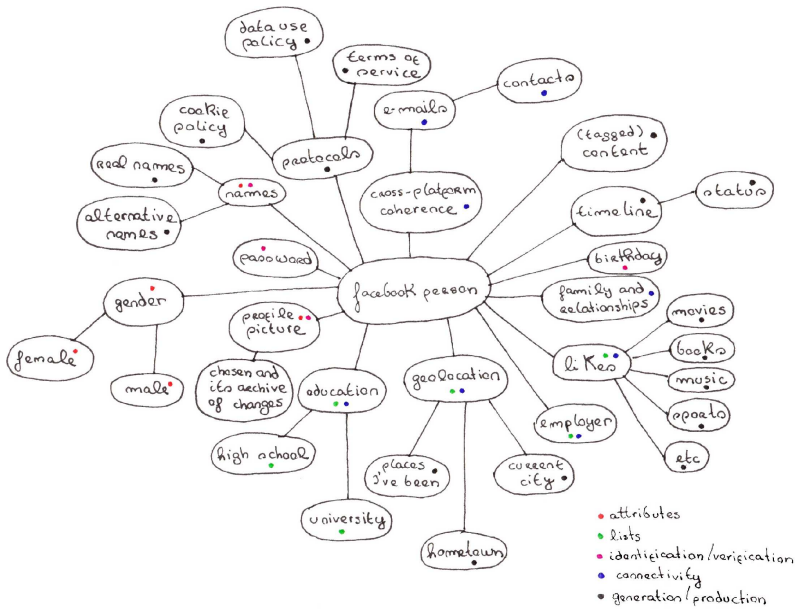 data use
policy
terms of
service
contacts
e-mails
cookie
policy
(tagged)
content
protocols
real names
names
status
cross-platform
coherence
timeline
alternative
names
password
birthday
facebook person
family and
relationships
gender
profile
picture
movies
female
likes
books
male
chosen and
its archive
of changes
education
geolocation
music
sports
employer
high school
etc
places
I've been
current
city
university
hometown
attributes
lists
identification/verification
connectivity
generation/production